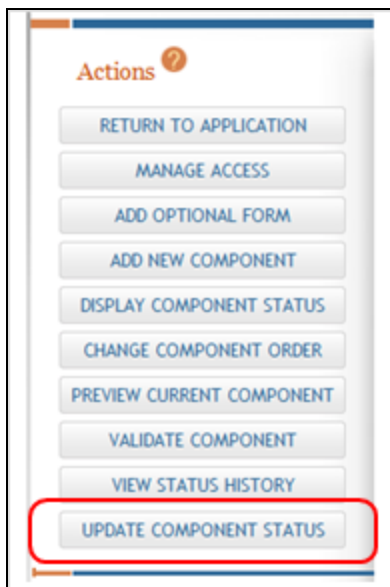 Actions ?
RETURN TO APPLICATION
MANAGE ACCESS
ADD OPTIONAL FORM
ADD NEW COMPONENT
DISPLAY COMPONENT STATUS
CHANGE COMPONENT ORDER
PREVIEW CURRENT COMPONENT
VALIDATE COMPONENT
VIEW STATUS HISTORY
UPDATE COMPONENT STATUS